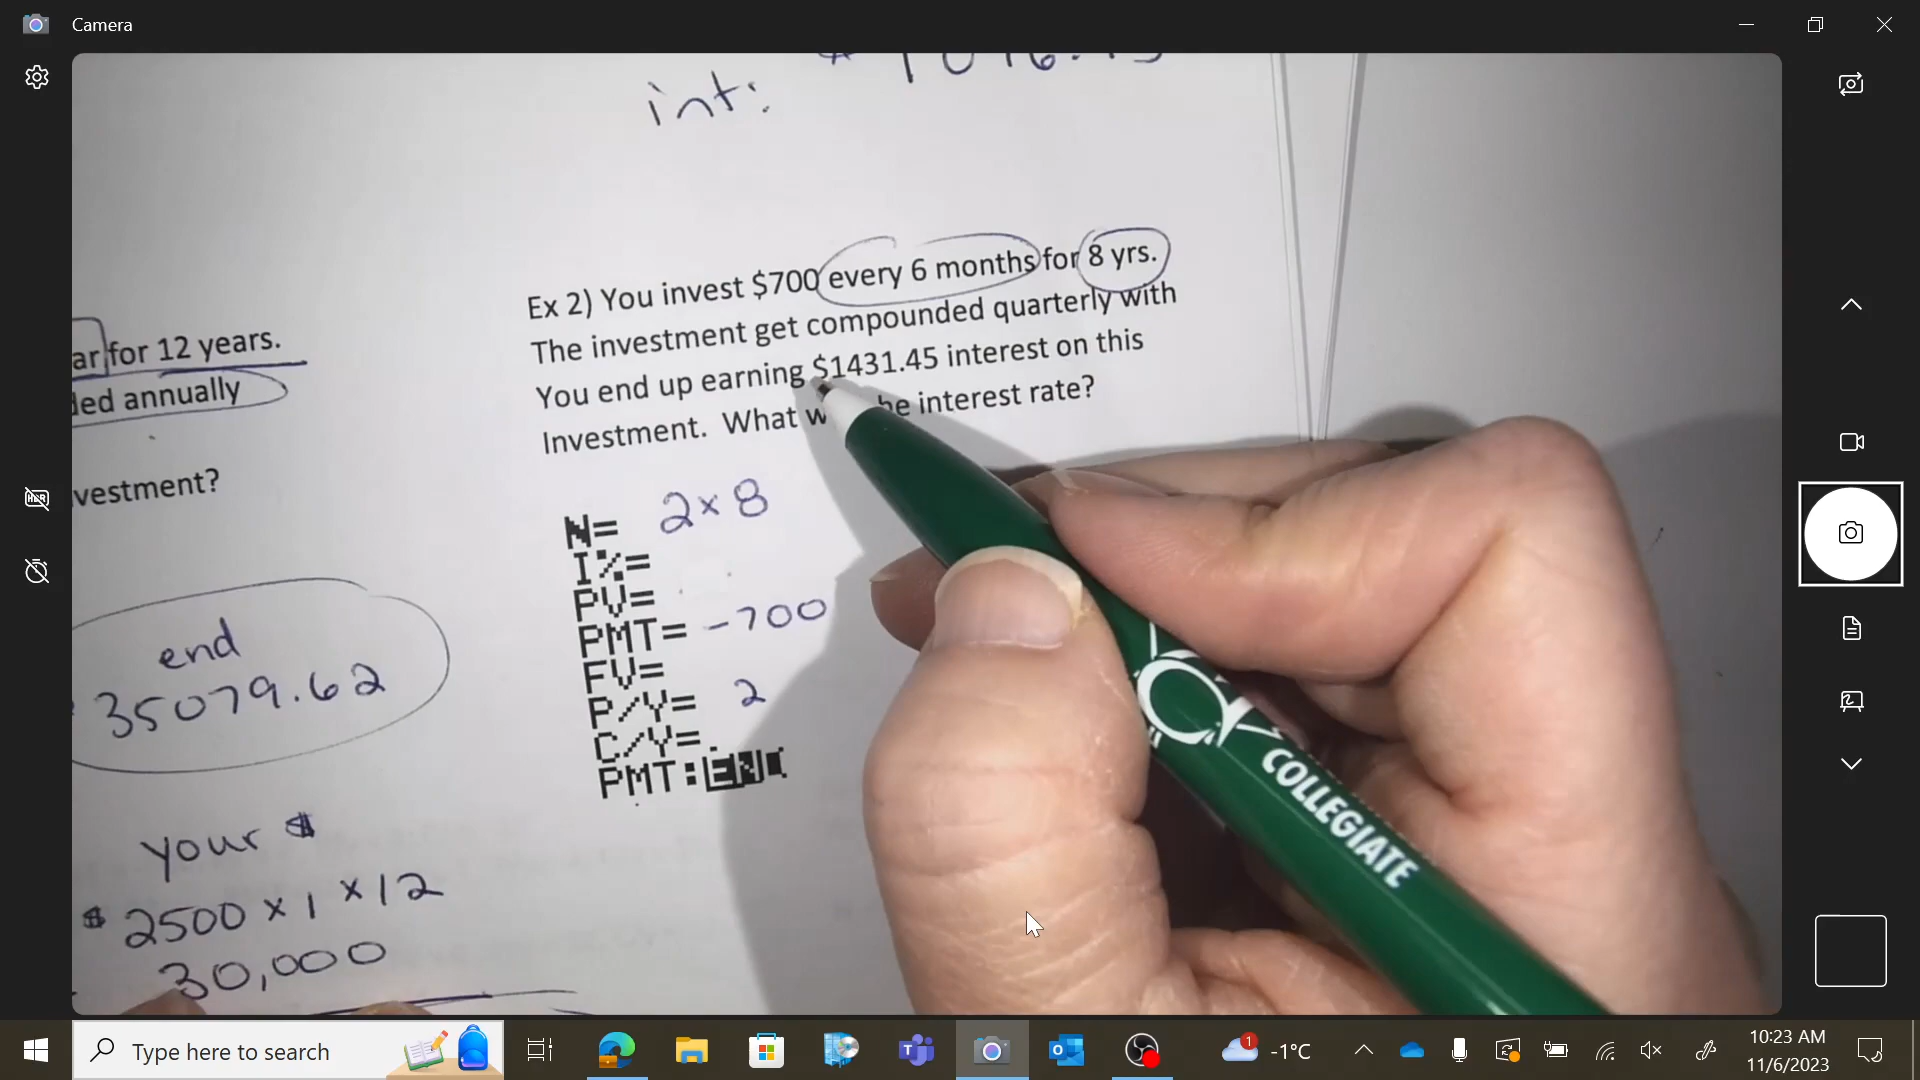 Camera
int:
Ex 2) You invest $700 every 6 months for 8 yrs.
The investment get compounded quarterly with
You end up earning $1431.45 interest on this
Investment. What he interest rate?
N= 2 x 8
I%=
PV=
PMT= -700
FV=
P/Y= 2
C/Y=
PMT:END
for 12 years.
annually
end
35079.62
your $
$2500 x 1 x 12
30,000
COLLEGIATE
Type here to search
1
-1°C
10:23 AM
11/6/2023